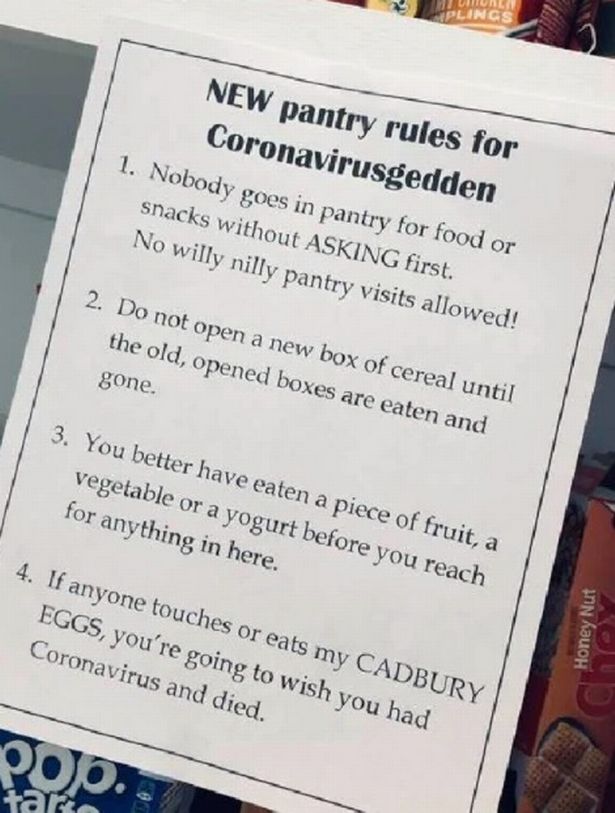 PLINGS
NEW pantry rules for
Coronavirusgedden
1. Nobody goes in pantry for food or
snacks without ASKING first.
No willy nilly pantry visits allowed!
2. Do not open a new box of cereal until
the old, opened boxes are eaten and
gone.
3. You better have eaten a piece of fruit, a
vegetable or a yogurt before you reach
for anything in here.
4. If anyone touches or eats my CADBURY
EGGS, you're going to wish you had
Coronavirus and died.
Honey Nut
pop.
tarts